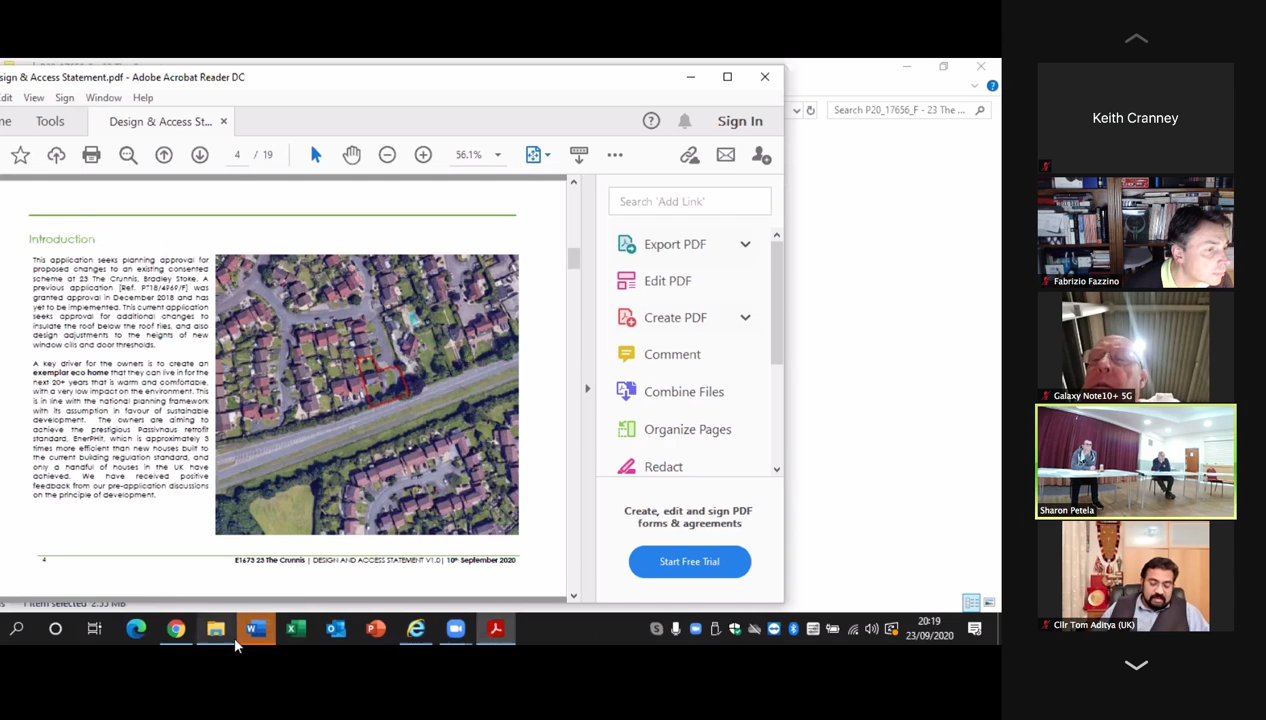 sign & Access Statement.pdf - Adobe Acrobat Reader DC
dit View Sign Window Help
me Tools Design & Access St... × Sign In
4 / 19 56.1%
Search P20_17656_F - 23 The ...
Introduction
This application seeks planning approval for
proposed changes to an existing consented
scheme at 23 The Crunnis, Bradley Stoke. A
previous application [Ref. PT18/4969/F] was
granted approval in December 2018 and has
yet to be implemented. This current application
seeks approval for additional changes to
insulate the roof below the roof tiles, and also
design adjustments to the heights of new
window cills and door thresholds.
A key driver for the owners is to create an
exemplar eco home that they can live in for the
next 20+ years that is warm and comfortable,
with a very low impact on the environment. This
is in line with the national planning framework
with its assumption in favour of sustainable
development. The owners are aiming to
achieve the prestigious Passivhaus retrofit
standard, EnerPHit, which is approximately 3
times more efficient than new houses built to
the current building regulation standard, and
only a handful of houses in the UK have
achieved. We have received positive
feedback from our pre-application discussions
on the principle of development.
4 E1673 23 The Crunnis | DESIGN AND ACCESS STATEMENT V1.0 | 10th September 2020
Search 'Add Link'
Export PDF
Edit PDF
Create PDF
Comment
Combine Files
Organize Pages
Redact
Create, edit and sign PDF
forms & agreements
Start Free Trial
s 1 item selected 2.55 MB
20:19
23/09/2020
Keith Cranney
Fabrizio Fazzino
Galaxy Note10+ 5G
Sharon Petela
Cllr Tom Aditya (UK)